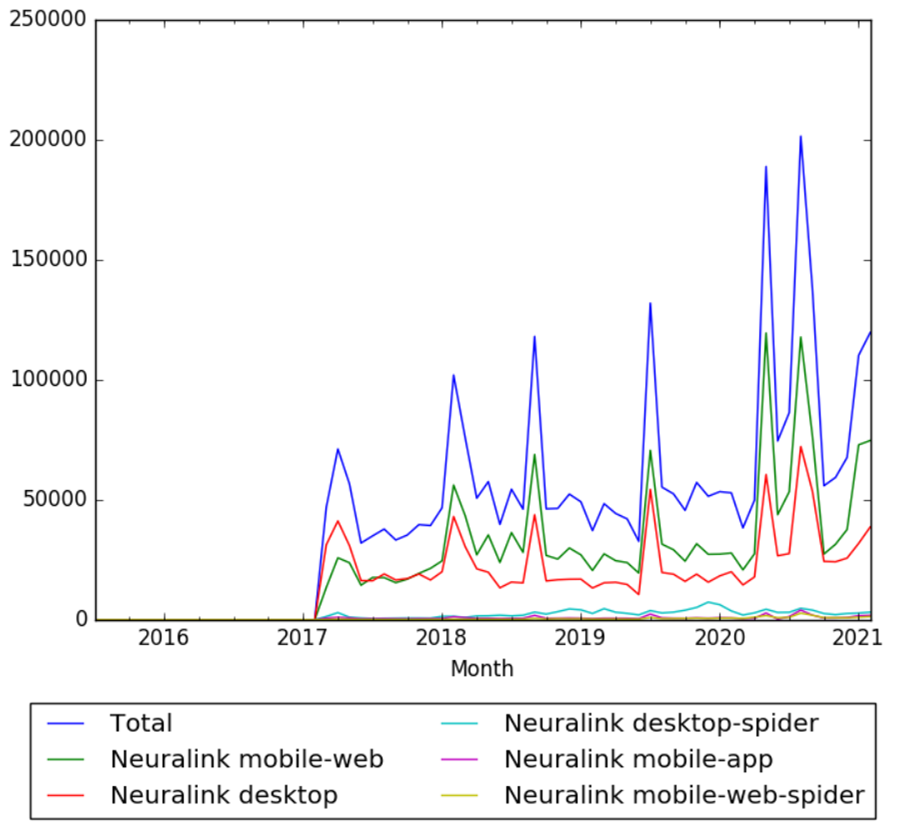 250000
200000
150000
100000
50000
0
2016 2017 2018 2019 2020 2021
Month
Total
Neuralink mobile-web
Neuralink desktop
Neuralink desktop-spider
Neuralink mobile-app
Neuralink mobile-web-spider